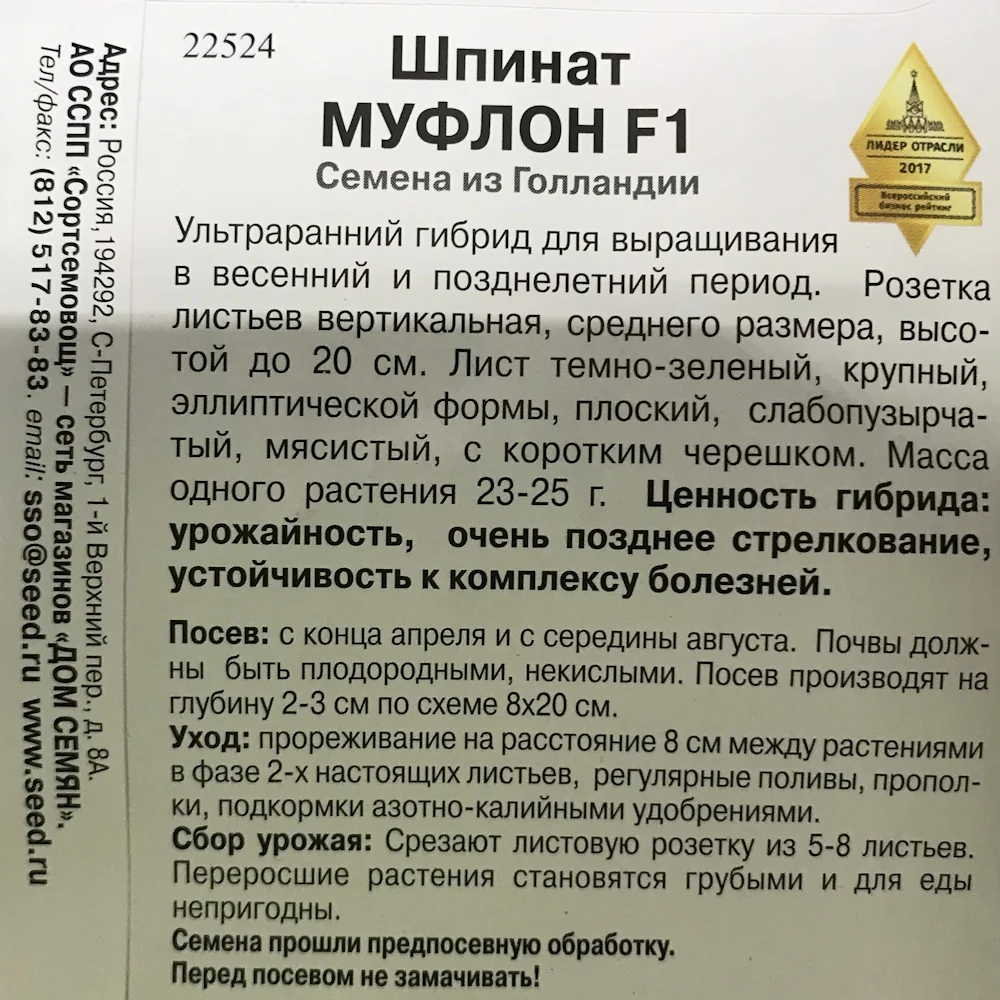 22524
Шпинат
МУФЛОН F1
Семена из Голландии
ЛИДЕР ОТРАСЛИ
2017
Всероссийский
бизнес рейтинг
Ультраранний гибрид для выращивания
в весенний и позднелетний период. Розетка
листьев вертикальная, среднего размера, высо-
той до 20 см. Лист темно-зеленый, крупный,
эллиптической формы, плоский, слабопузырча-
тый, мясистый, с коротким черешком. Масса
одного растения 23-25 г. Ценность гибрида:
урожайность, очень позднее стрелкование,
устойчивость к комплексу болезней.
Посев: с конца апреля и с середины августа. Почвы долж-
ны быть плодородными, некислыми. Посев производят на
глубину 2-3 см по схеме 8x20 см.
Уход: прореживание на расстояние 8 см между растениями
в фазе 2-х настоящих листьев, регулярные поливы, пропол-
ки, подкормки азотно-калийными удобрениями.
Сбор урожая: Срезают листовую розетку из 5-8 листьев.
Переросшие растения становятся грубыми и для еды
непригодны.
Семена прошли предпосевную обработку.
Перед посевом не замачивать!
Адрес: Россия, 194292, С-Петербург, 1-й Верхний пер., д. 8А.
АО ССПП «Сортсемовощ» – сеть магазинов «ДОМ СЕМЯН».
Тел/факс: (812) 517-83-83. email: sso@seed.ru www.seed.ru